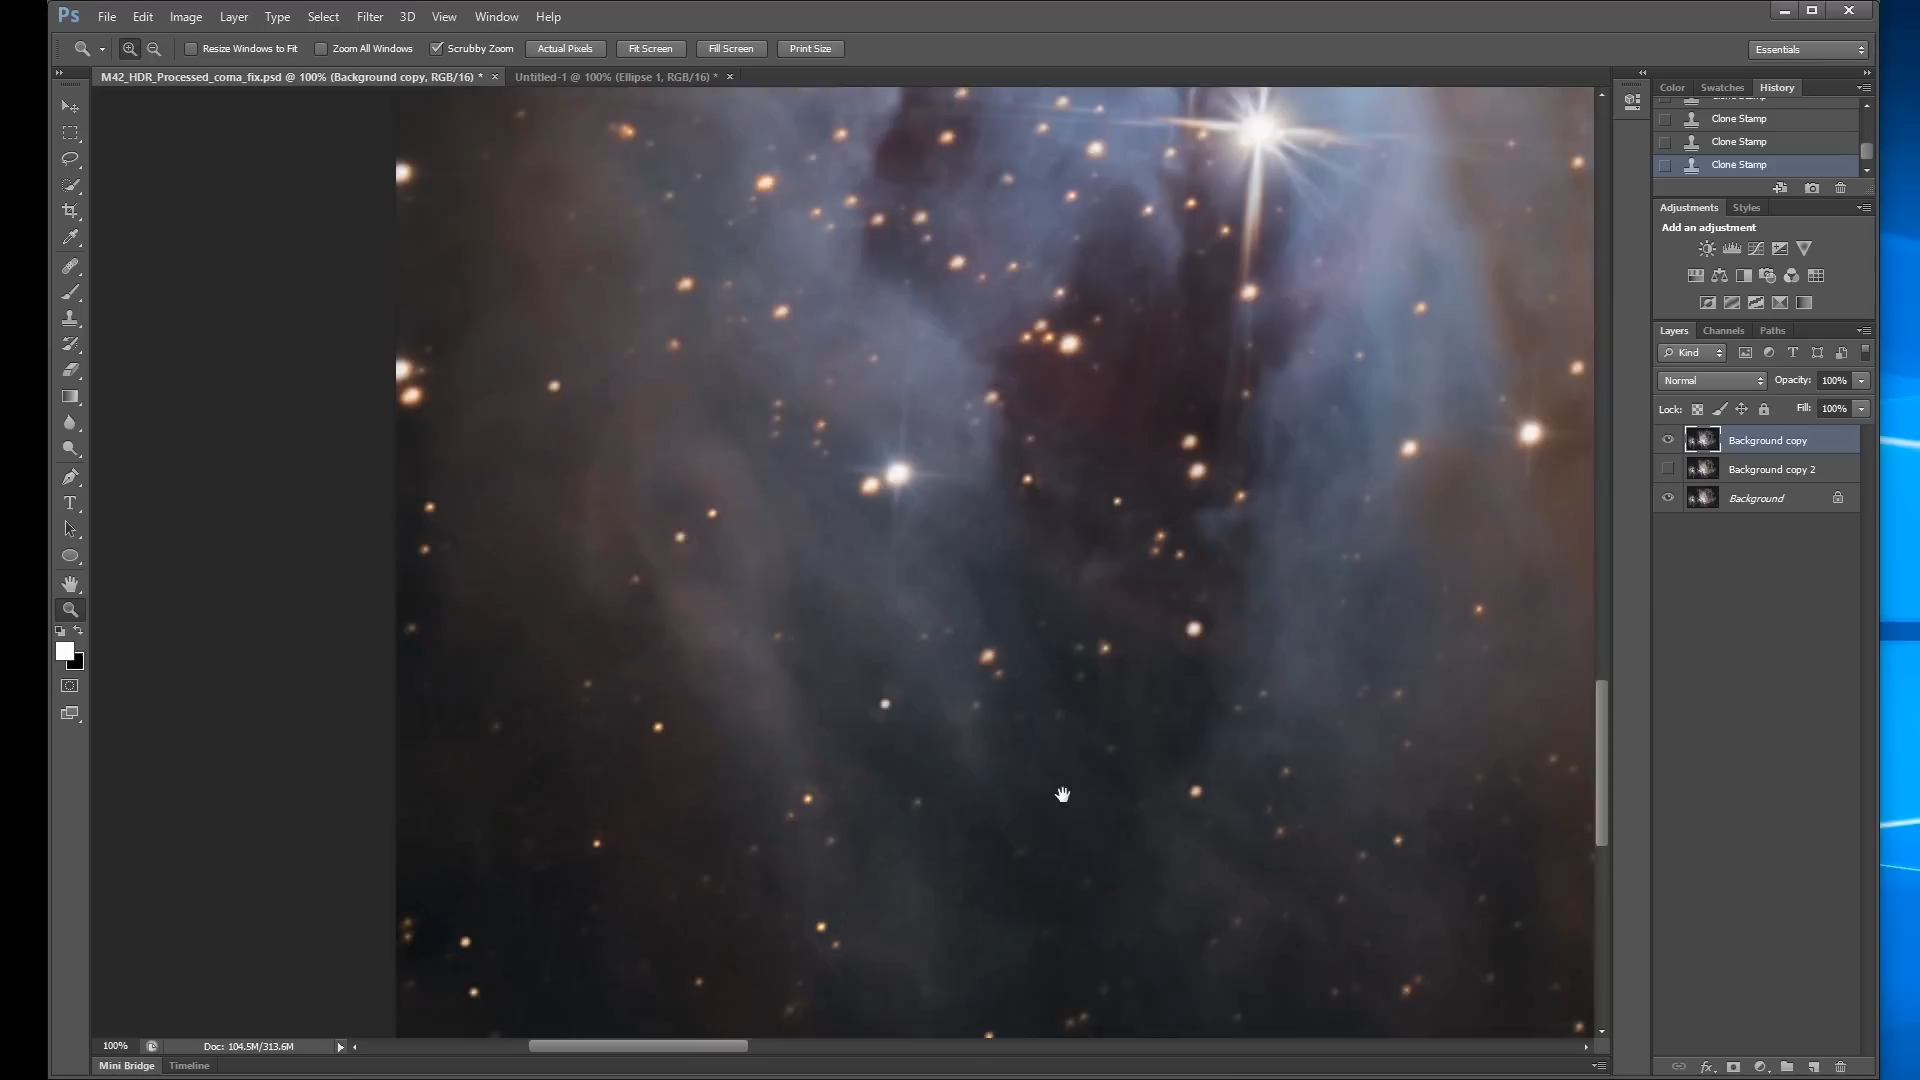 Ps File Edit Image Layer Type Select Filter 3D View Window Help
Resize Windows to Fit Zoom All Windows Scrubby Zoom Actual Pixels Fit Screen Fill Screen Print Size Essentials
M42_HDR_Processed_coma_fix.psd @ 100% (Background copy, RGB/16) * Untitled-1 @ 100% (Ellipse 1, RGB/16) *
Color Swatches History
Clone Stamp
Clone Stamp
Clone Stamp
Clone Stamp
Adjustments Styles
Add an adjustment
Layers Channels Paths
Kind
Normal Opacity: 100%
Lock: Fill: 100%
Background copy
Background copy 2
Background
100% Doc: 104.5M/313.6M
Mini Bridge Timeline